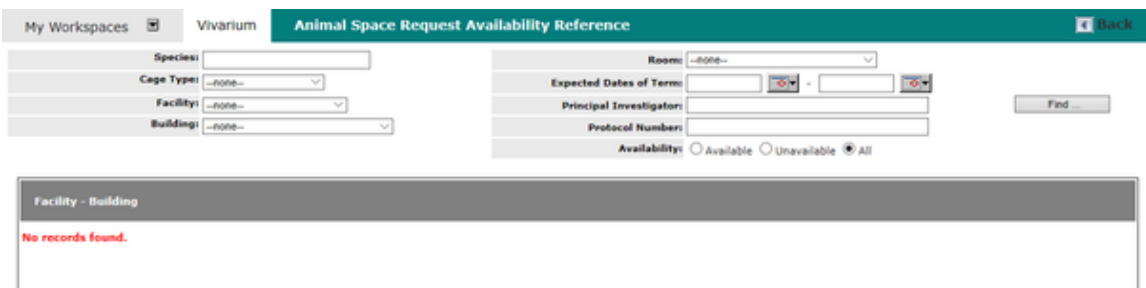 My Workspaces Vivarium Animal Space Request Availability Reference Back
Species: Room: --none--
Cage Type: --none-- Expected Dates of Term: -
Facility: --none-- Principal Investigator: Find ...
Building: --none-- Protocol Number:
Availability: Available Unavailable All
Facility - Building
No records found.